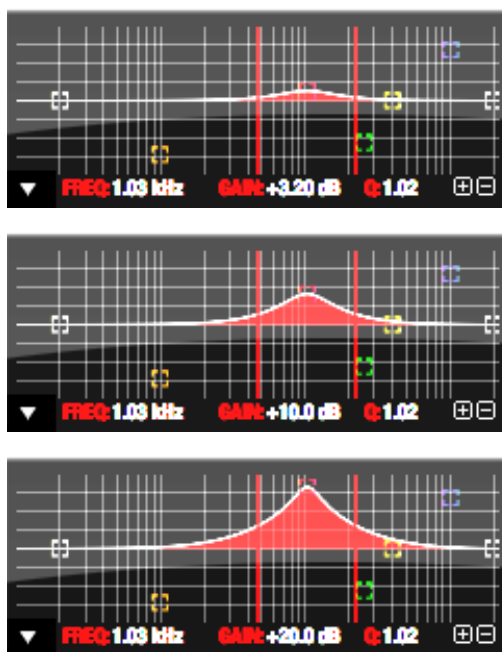 FREQ: 1.03 kHz GAIN: +3.20 dB Q: 1.02
FREQ: 1.03 kHz GAIN: +10.0 dB Q: 1.02
FREQ: 1.03 kHz GAIN: +20.0 dB Q: 1.02